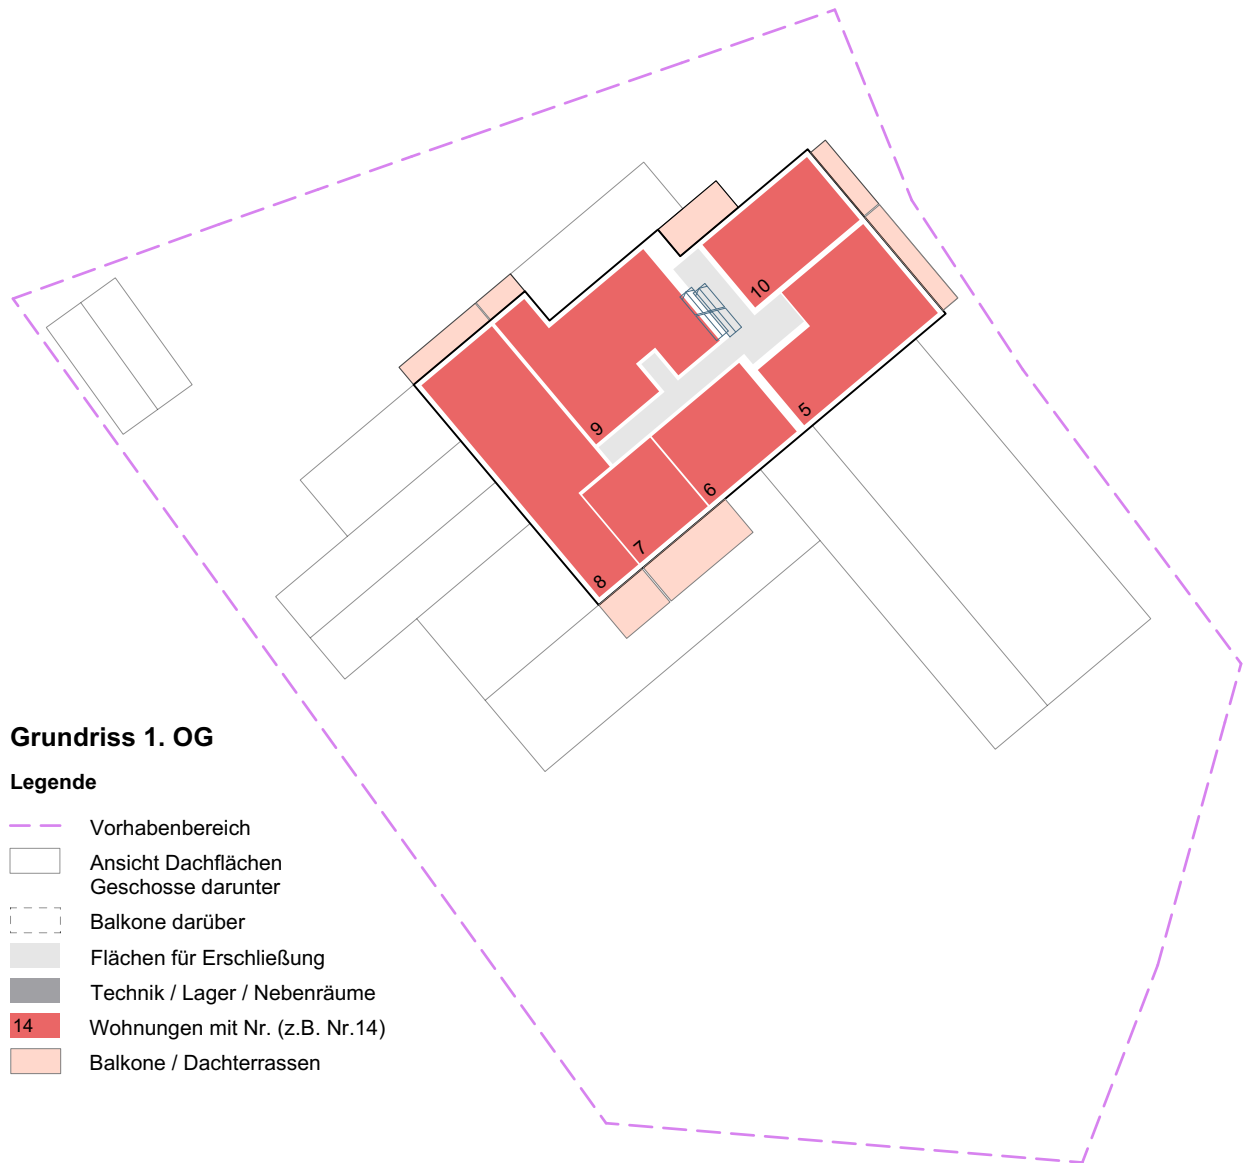 10
5
9
6
7
8
Grundriss 1. OG
Legende
Vorhabenbereich
Ansicht Dachflächen
Geschosse darunter
Balkone darüber
Flächen für Erschließung
Technik / Lager / Nebenräume
14 Wohnungen mit Nr. (z.B. Nr.14)
Balkone / Dachterrassen